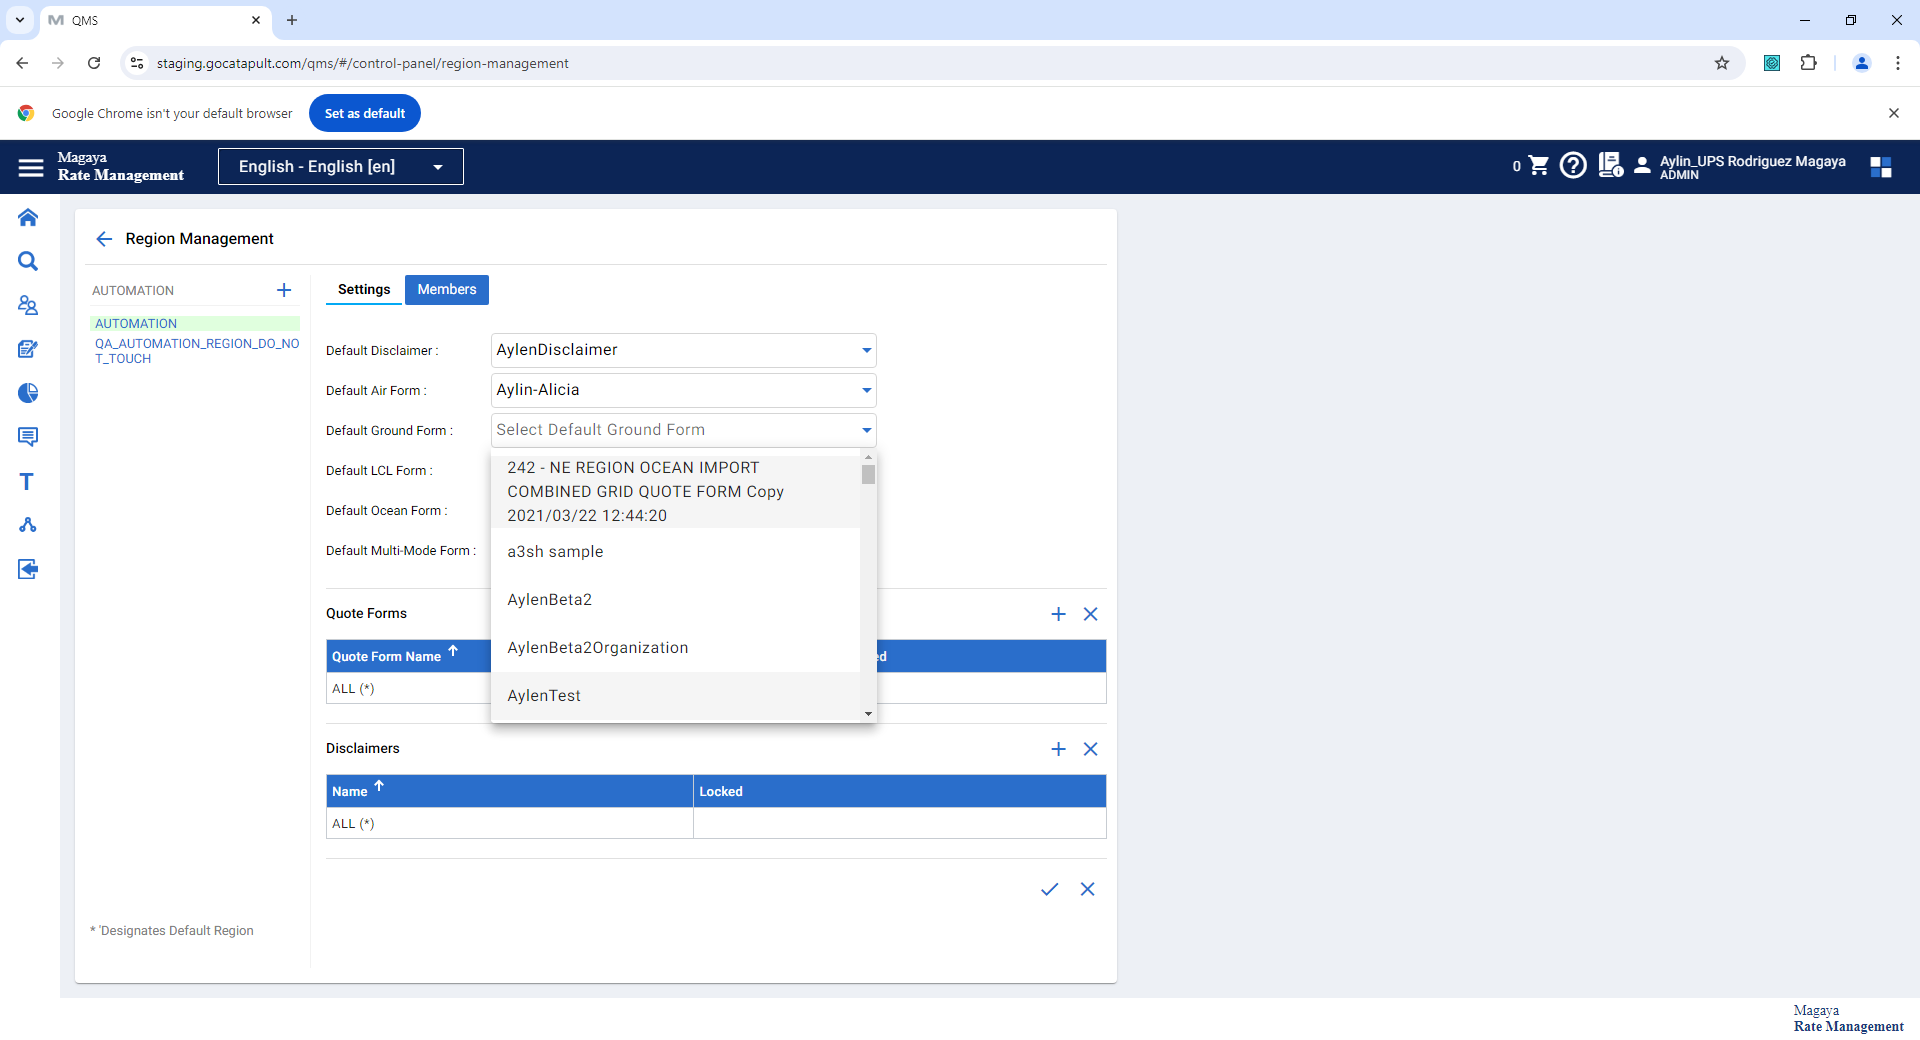 QMS
staging.gocatapult.com/qms/#/control-panel/region-management
Google Chrome isn't your default browser
Set as default
Magaya
Rate Management
English - English [en]
0
Aylin_UPS Rodriguez Magaya
ADMIN
Region Management
AUTOMATION
AUTOMATION
QA_AUTOMATION_REGION_DO_NO
T_TOUCH
* 'Designates Default Region
Settings
Members
Default Disclaimer :
AylenDisclaimer
Default Air Form :
Aylin-Alicia
Default Ground Form :
Select Default Ground Form
Default LCL Form :
Default Ocean Form :
Default Multi-Mode Form :
242 - NE REGION OCEAN IMPORT
COMBINED GRID QUOTE FORM Copy
2021/03/22 12:44:20
a3sh sample
AylenBeta2
AylenBeta2Organization
AylenTest
Quote Forms
Quote Form Name
ed
ALL (*)
Disclaimers
Name
Locked
ALL (*)
Magaya
Rate Management